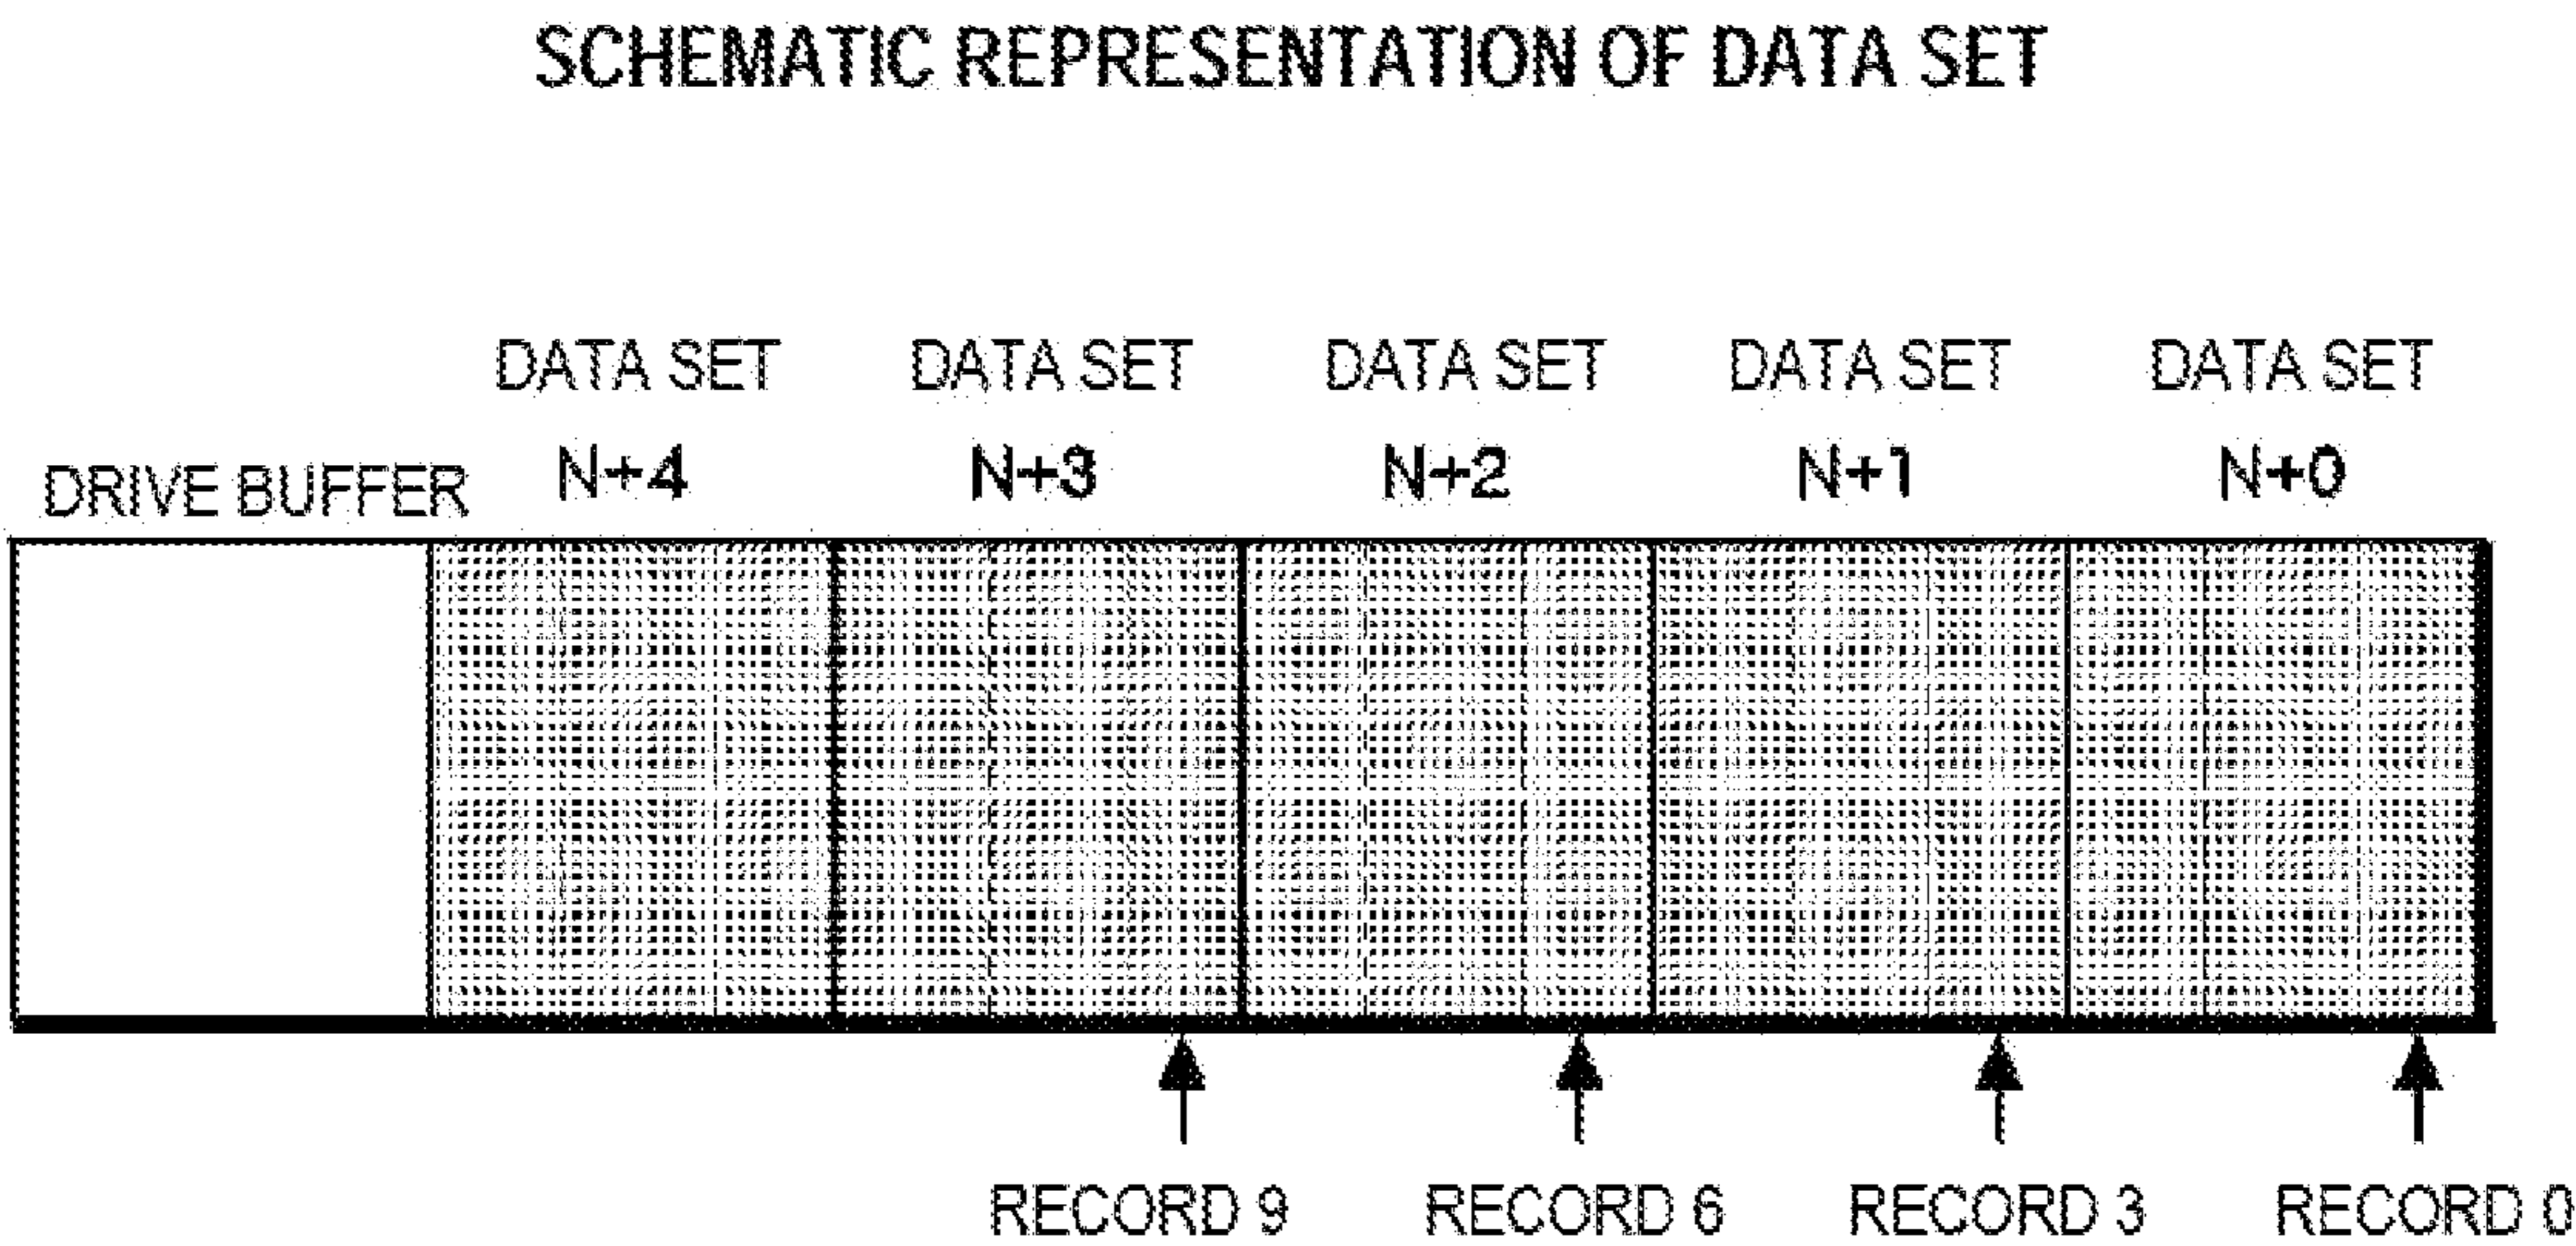 SCHEMATIC REPRESENTATION OF DATA SET
DATA SET DATA SET DATA SET DATA SET DATA SET
DRIVE BUFFER N+4 N+3 N+2 N+1 N+0
RECORD 9 RECORD 6 RECORD 3 RECORD 0